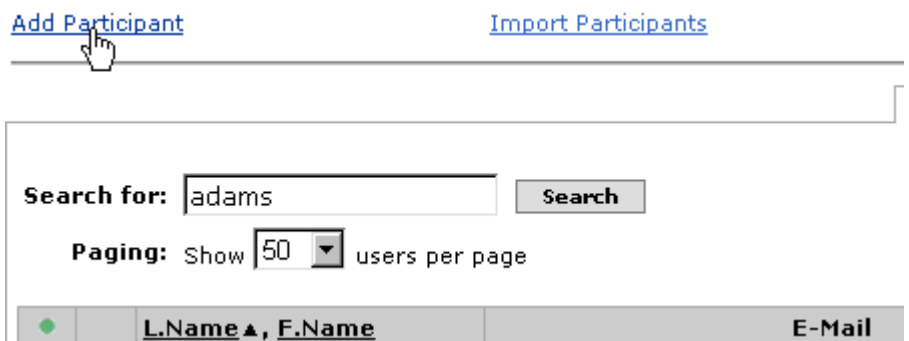 Add Participant Import Participants
Search for: adams Search
Paging: Show 50 users per page
L.Name▲, F.Name E-Mail